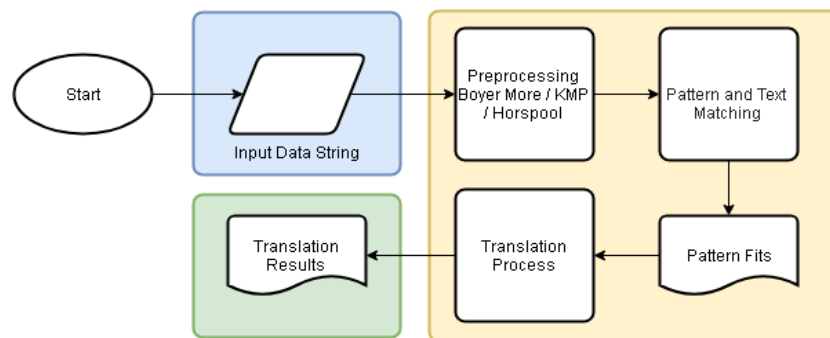 Start
Input Data String
Preprocessing
Boyer More / KMP
/ Horspool
Pattern and Text
Matching
Pattern Fits
Translation
Process
Translation
Results